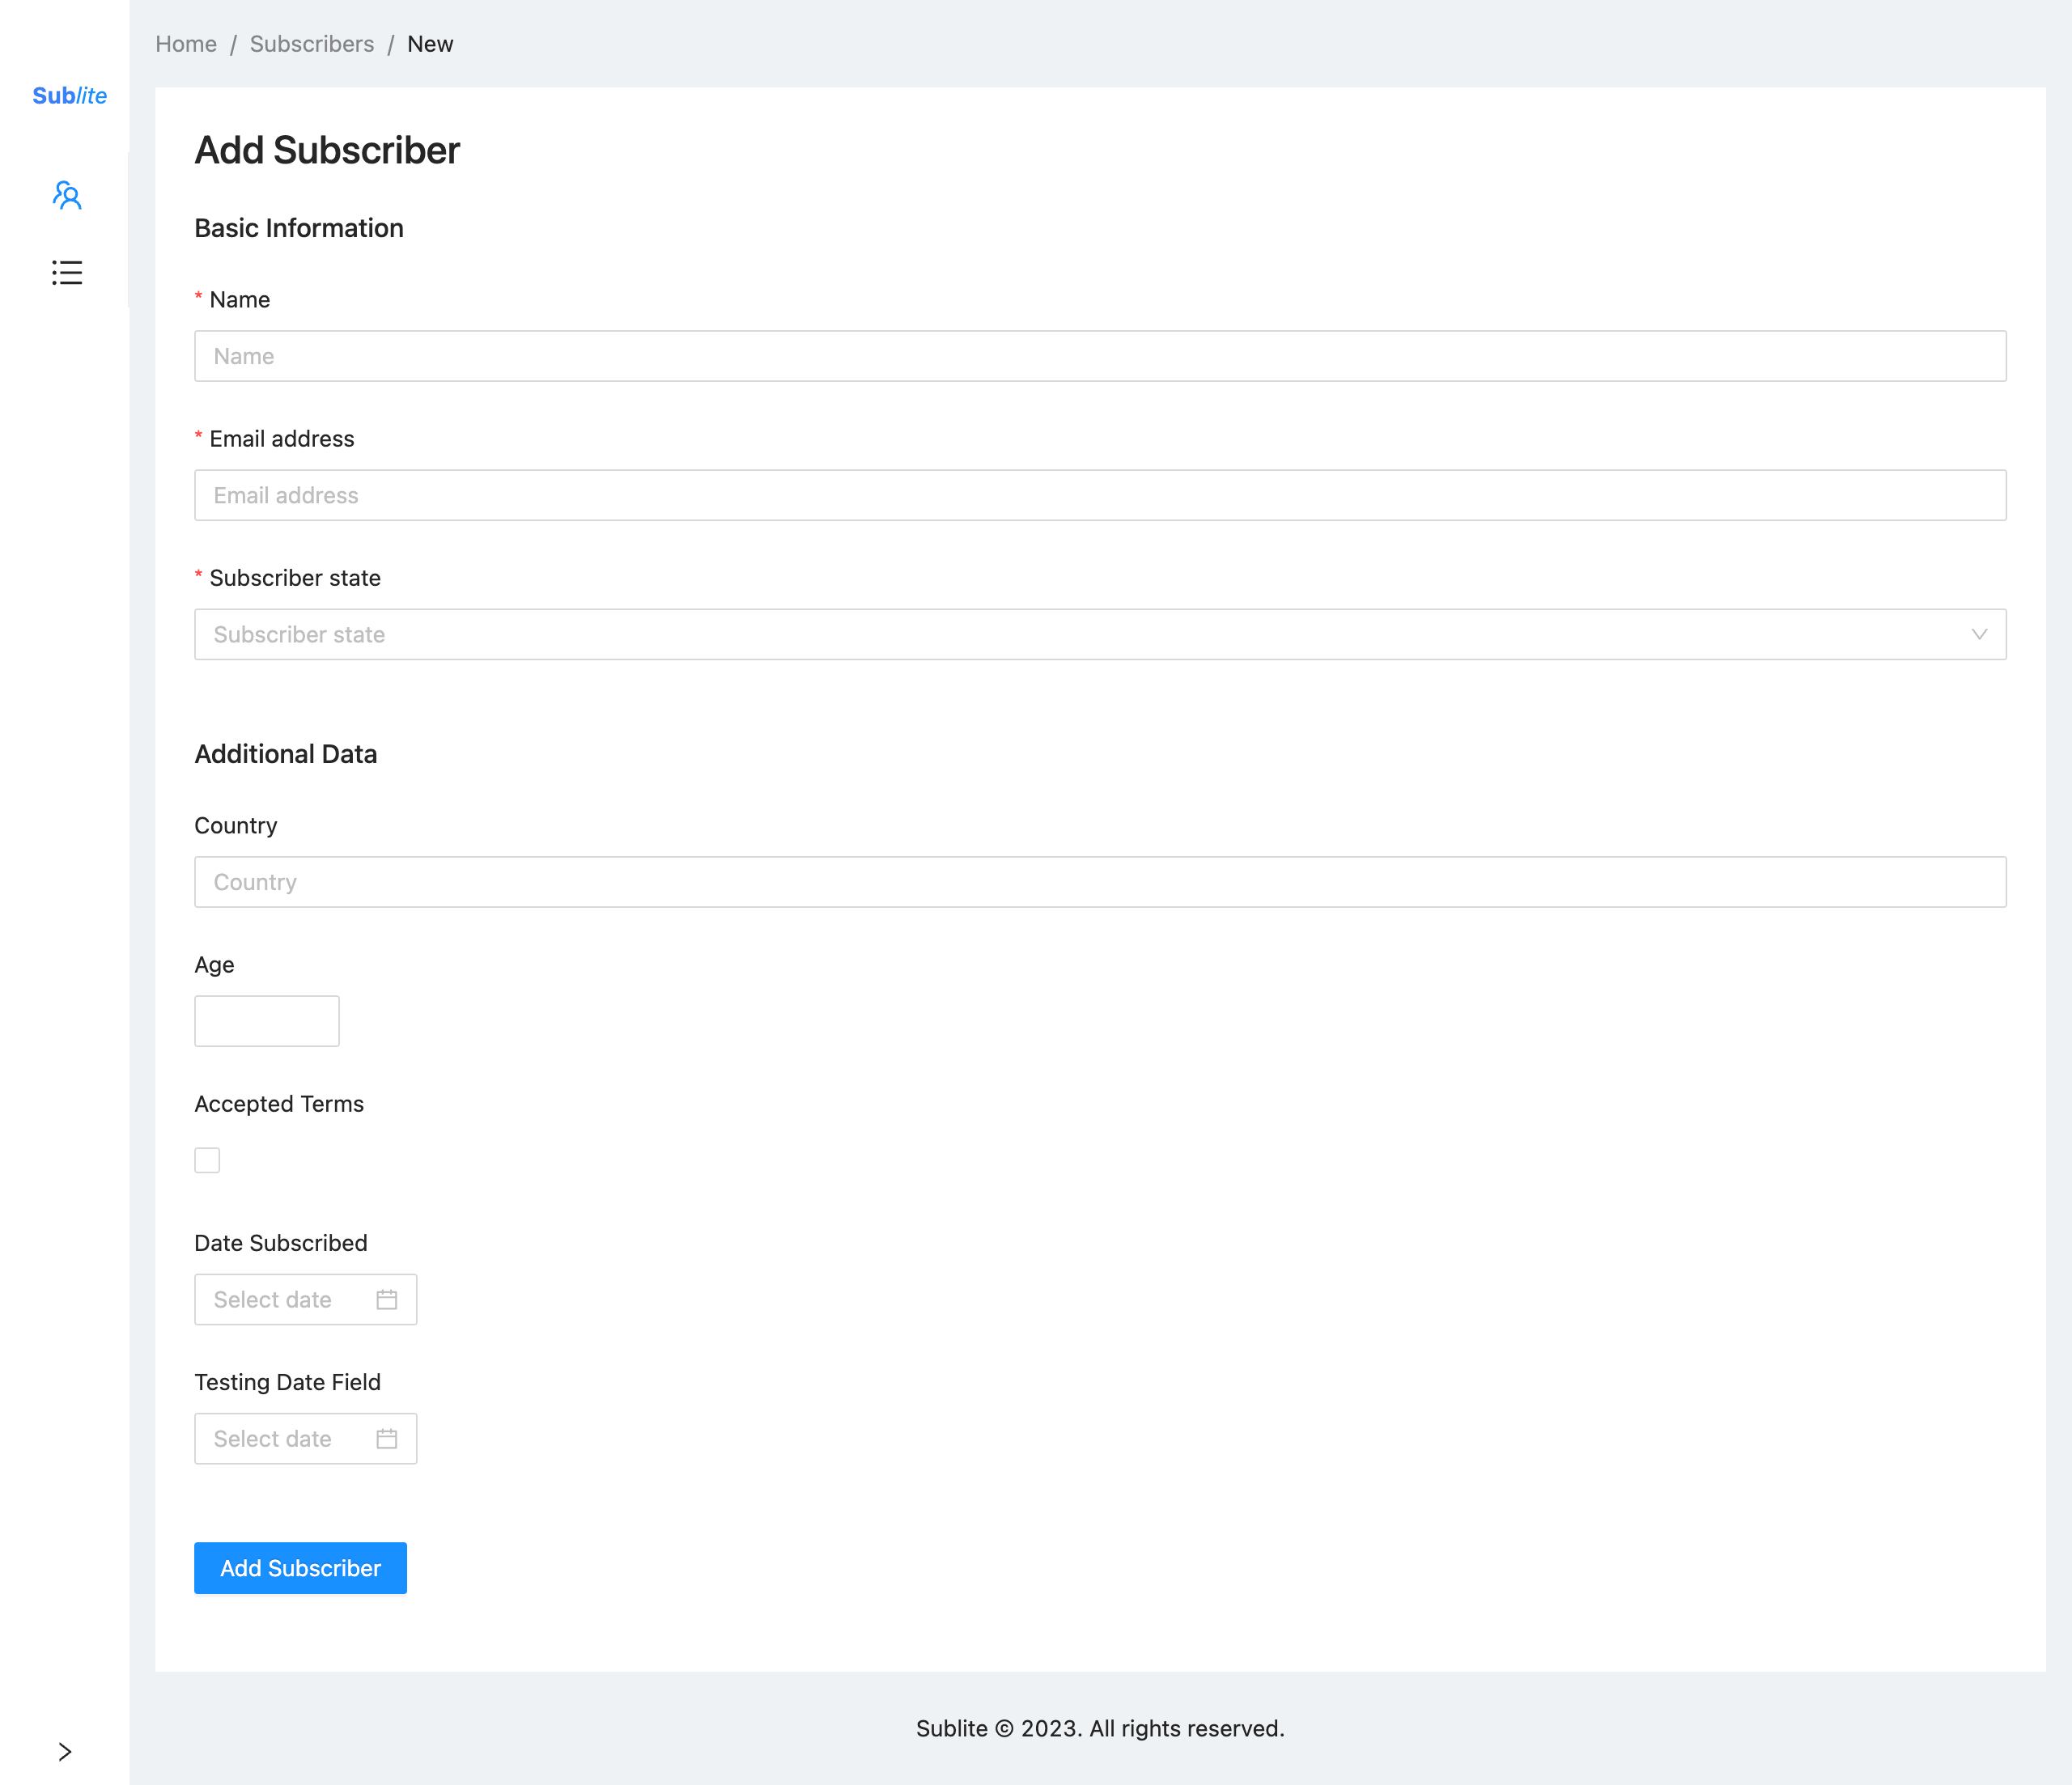 Home / Subscribers / New
Sublite
Add Subscriber
Basic Information
* Name
Name
* Email address
Email address
* Subscriber state
Subscriber state
Additional Data
Country
Country
Age
Accepted Terms
Date Subscribed
Select date
Testing Date Field
Select date
Add Subscriber
Sublite © 2023. All rights reserved.